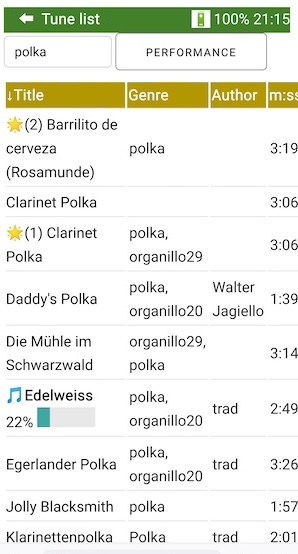 ⬅ Tune list 100% 21:15
polka PERFORMANCE
↓Title Genre Author m:ss
🌟(2) Barrilito de
cerveza polka 3:19
(Rosamunde)
Clarinet Polka 3:06
🌟(1) Clarinet polka,
3:06
Polka organillo29
Daddy's Polka polka, Walter 1:39
organillo20 Jagiello
Die Mühle im organillo29,
3:14
Schwarzwald polka
🎵Edelweiss polka,
trad 2:49
22% organillo20
Egerlander Polka polka, trad 3:26
organillo20
Jolly Blacksmith polka 1:57
Klarinettenpolka Polka trad 2:01